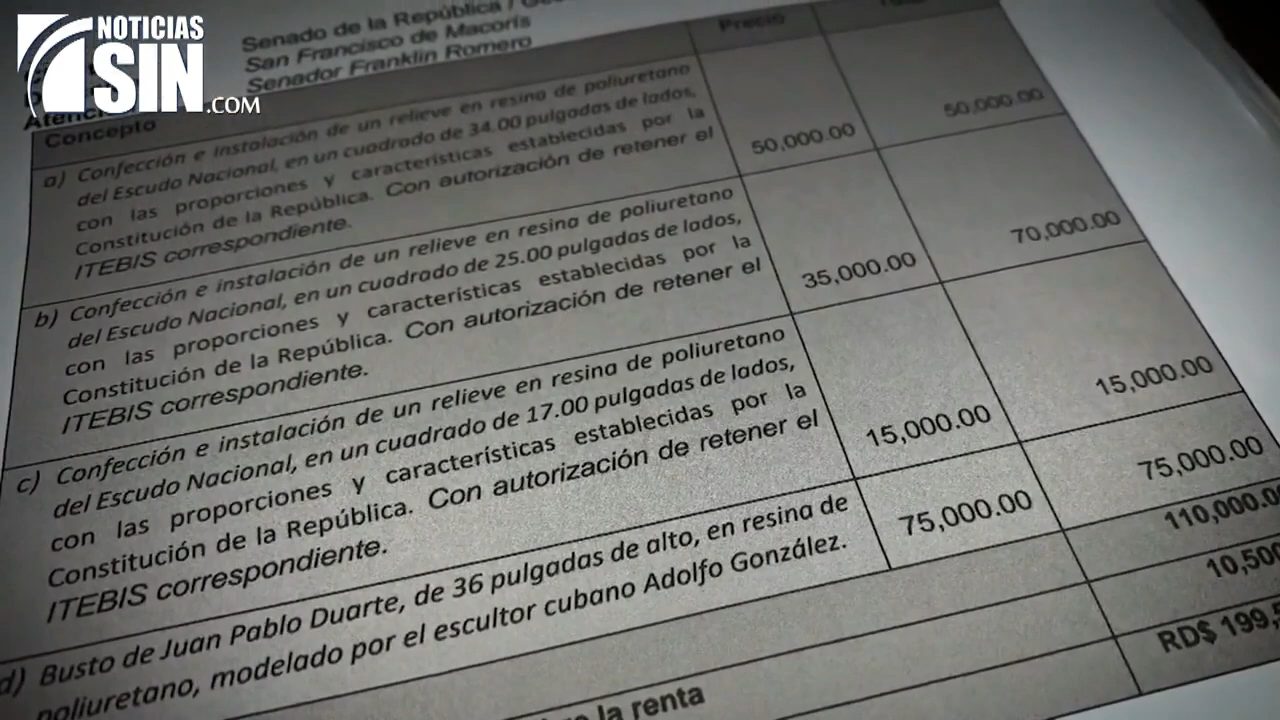 NOTICIAS
SIN
.COM
Senado de la República /
San Francisco de Macorís
Senador Franklin Romero
Concepto
Precio
a) Confección e instalación de un relieve en resina de poliuretano
del Escudo Nacional, en un cuadrado de 34.00 pulgadas de lados,
con las proporciones y características establecidas por la
Constitución de la República. Con autorización de retener el
ITEBIS correspondiente.
50,000.00
50,000.00
b) Confección e instalación de un relieve en resina de poliuretano
del Escudo Nacional, en un cuadrado de 25.00 pulgadas de lados,
con las proporciones y características establecidas por la
Constitución de la República. Con autorización de retener el
ITEBIS correspondiente.
35,000.00
70,000.00
c) Confección e instalación de un relieve en resina de poliuretano
del Escudo Nacional, en un cuadrado de 17.00 pulgadas de lados,
con las proporciones y características establecidas por la
Constitución de la República. Con autorización de retener el
ITEBIS correspondiente.
15,000.00
15,000.00
d) Busto de Juan Pablo Duarte, de 36 pulgadas de alto, en resina de
poliuretano, modelado por el escultor cubano Adolfo González.
75,000.00
75,000.00
110,000.0
10,500
la renta
RD$ 199,5